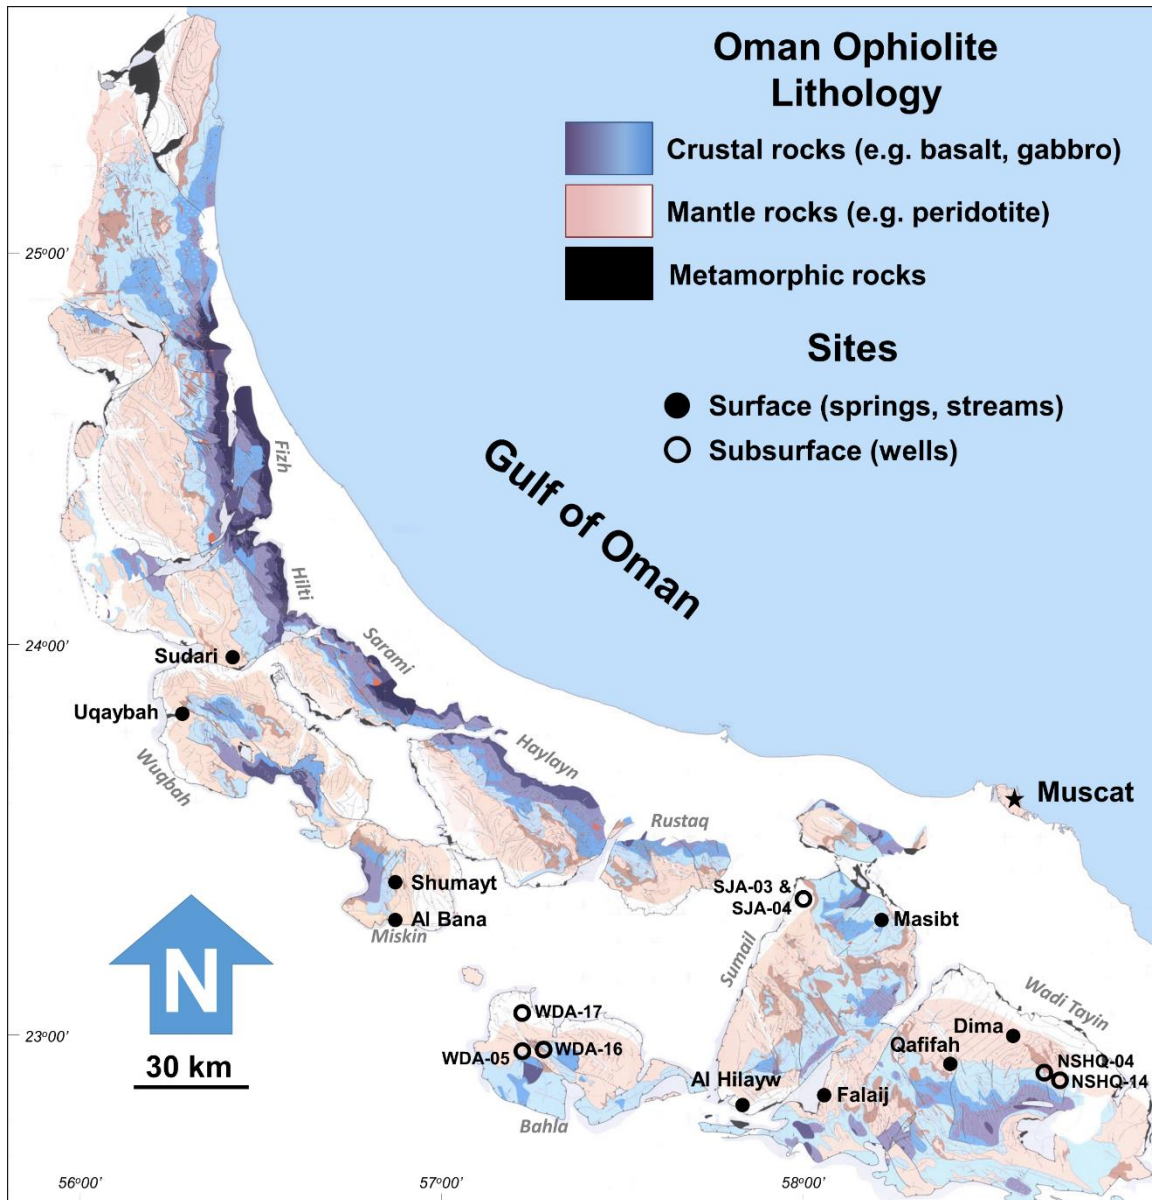 Oman Ophiolite
Lithology
Crustal rocks (e.g. basalt, gabbro)
Mantle rocks (e.g. peridotite)
Metamorphic rocks
Sites
Surface (springs, streams)
Subsurface (wells)
25°00'
24°00'
23°00'
Fizh
Hilti
Sarami
Gulf of Oman
Sudari
Uqaybah
Wuqbah
Haylayn
Rustaq
Muscat
Shumayt
Al Bana
Miskin
SJA-03 &
SJA-04
Masibt
Sumail
Wadi Tayin
N
30 km
WDA-17
WDA-05
WDA-16
Bahla
Dima
Qafifah
NSHQ-04
NSHQ-14
Al Hilayw
Falaij
56°00'
57°00'
58°00'